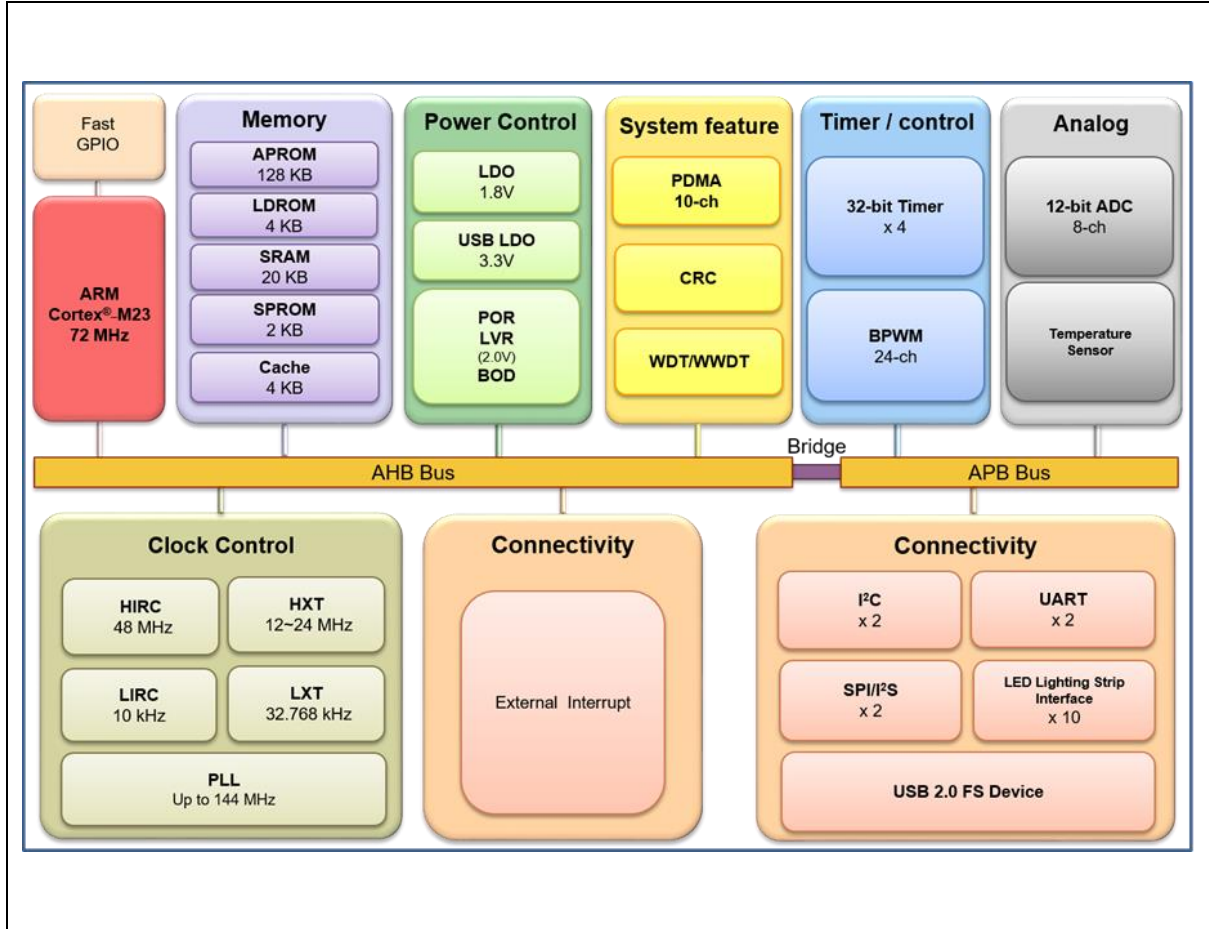 Fast
GPIO
ARM
Cortex®-M23
72 MHz
Memory
APROM
128 KB
LDROM
4 KB
SRAM
20 KB
SPROM
2 KB
Cache
4 KB
Power Control
LDO
1.8V
USB LDO
3.3V
POR
LVR
(2.0V)
BOD
System feature
PDMA
10-ch
CRC
WDT/WWDT
Timer / control
32-bit Timer
x 4
BPWM
24-ch
Analog
12-bit ADC
8-ch
Temperature
Sensor
AHB Bus
Bridge
APB Bus
Clock Control
HIRC
48 MHz
HXT
12~24 MHz
LIRC
10 kHz
LXT
32.768 kHz
PLL
Up to 144 MHz
Connectivity
External Interrupt
Connectivity
I²C
x 2
UART
x 2
SPI/I²S
x 2
LED Lighting Strip
Interface
x 10
USB 2.0 FS Device